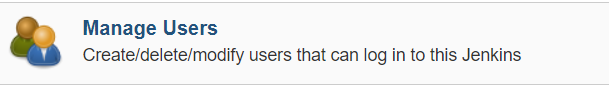 Manage Users
Create/delete/modify users that can log in to this Jenkins